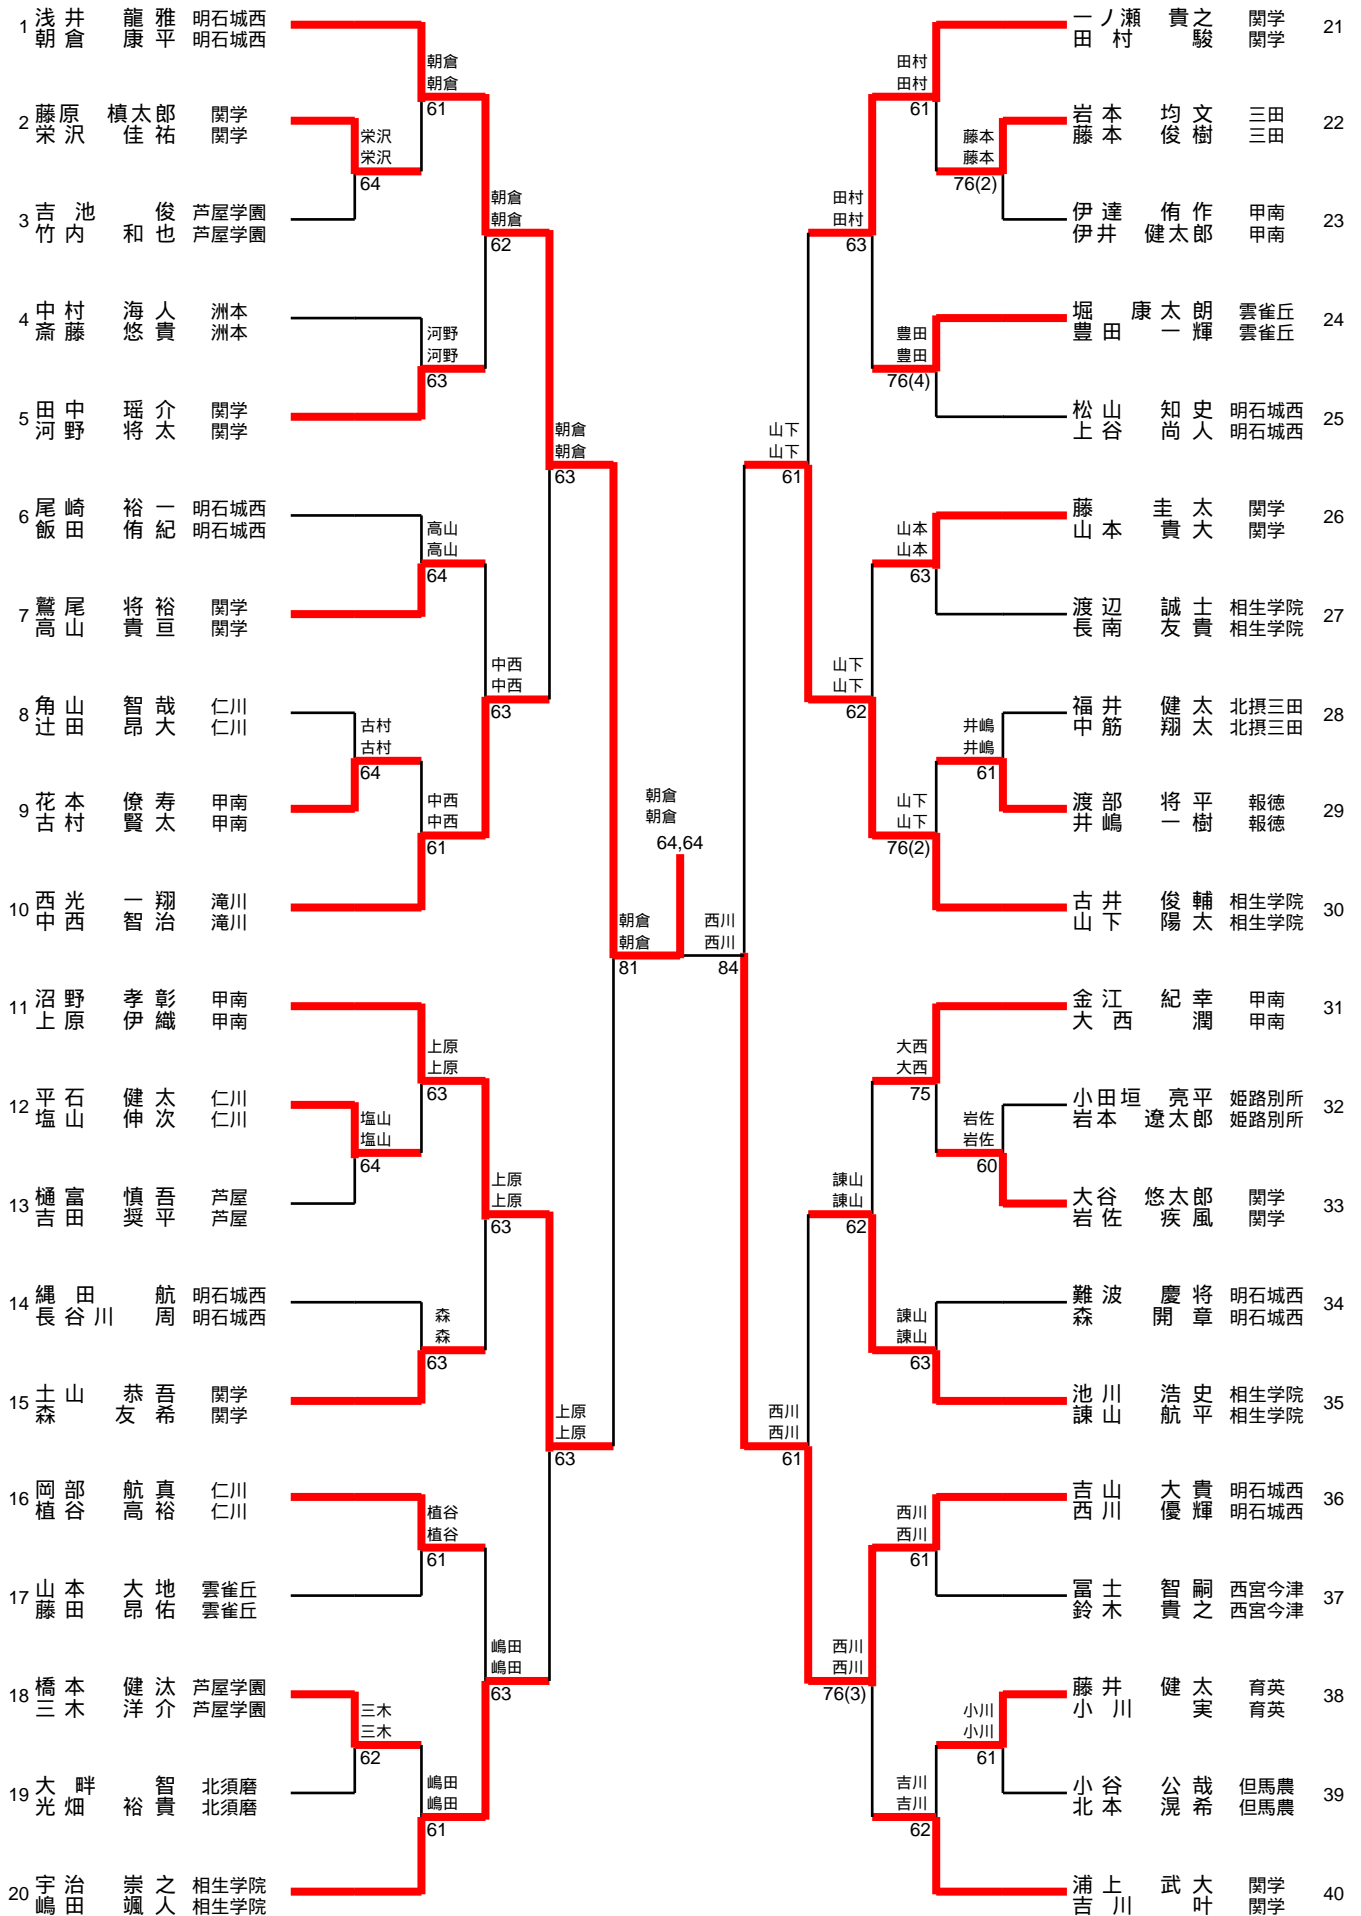 1 浅井 龍雅 明石城西
朝倉 康平 明石城西
2 藤原 槙太郎 関学
栄沢 佳祐 関学
3 吉池 俊 芦屋学園
竹内 和也 芦屋学園
4 中村 海人 洲本
斎藤 悠貴 洲本
5 田中 瑶介 関学
河野 将太 関学
6 尾崎 裕一 明石城西
飯田 侑紀 明石城西
7 鷲尾 将裕 関学
高山 貴亘 関学
8 角山 智哉 仁川
辻田 昂大 仁川
9 花本 僚寿 甲南
古村 賢太 甲南
10 西光 一翔 滝川
中西 智治 滝川
11 沼野 孝彰 甲南
上原 伊織 甲南
12 平石 健太 仁川
塩山 伸次 仁川
13 樋富 慎吾 芦屋
吉田 奨平 芦屋
14 縄田 航 明石城西
長谷川 周 明石城西
15 土山 恭吾 関学
森 友希 関学
16 岡部 航真 仁川
植谷 高裕 仁川
17 山本 大地 雲雀丘
藤田 昂佑 雲雀丘
18 橋本 健汰 芦屋学園
三木 洋介 芦屋学園
19 大畔 智 北須磨
光畑 裕貴 北須磨
20 宇治 崇之 相生学院
嶋田 颯人 相生学院
栄沢
栄沢
64
古村
古村
64
塩山
塩山
64
三木
三木
62
朝倉
朝倉
61
河野
河野
63
高山
高山
64
中西
中西
61
上原
上原
63
森
森
63
植谷
植谷
61
嶋田
嶋田
61
朝倉
朝倉
62
中西
中西
63
上原
上原
63
嶋田
嶋田
63
朝倉
朝倉
63
上原
上原
63
朝倉
朝倉
81
朝倉
朝倉
64,64
西川
西川
84
山下
山下
61
西川
西川
61
田村
田村
63
山下
山下
62
諌山
諌山
62
西川
西川
76(3)
田村
田村
61
豊田
豊田
76(4)
山本
山本
63
山下
山下
76(2)
大西
大西
75
諌山
諌山
63
西川
西川
61
吉川
吉川
62
藤本
藤本
76(2)
井嶋
井嶋
61
岩佐
岩佐
60
小川
小川
61
一ノ瀬 貴之 関学 21
田村 駿 関学
岩本 均文 三田 22
藤本 俊樹 三田
伊達 侑作 甲南 23
伊井 健太郎 甲南
堀 康太朗 雲雀丘 24
豊田 一輝 雲雀丘
松山 知史 明石城西 25
上谷 尚人 明石城西
藤 圭太 関学 26
山本 貴大 関学
渡辺 誠士 相生学院 27
長南 友貴 相生学院
福井 健太 北摂三田 28
中筋 翔太 北摂三田
渡部 将平 報徳 29
井嶋 一樹 報徳
古井 俊輔 相生学院 30
山下 陽太 相生学院
金江 紀幸 甲南 31
大西 潤 甲南
小田垣 亮平 姫路別所 32
岩本 遼太郎 姫路別所
大谷 悠太郎 関学 33
岩佐 疾風 関学
難波 慶将 明石城西 34
森 開章 明石城西
池川 浩史 相生学院 35
諌山 航平 相生学院
吉山 大貴 明石城西 36
西川 優輝 明石城西
冨士 智嗣 西宮今津 37
鈴木 貴之 西宮今津
藤井 健太 育英 38
小川 実 育英
小谷 公哉 但馬農 39
北本 滉希 但馬農
浦上 武大 関学 40
吉川 叶 関学